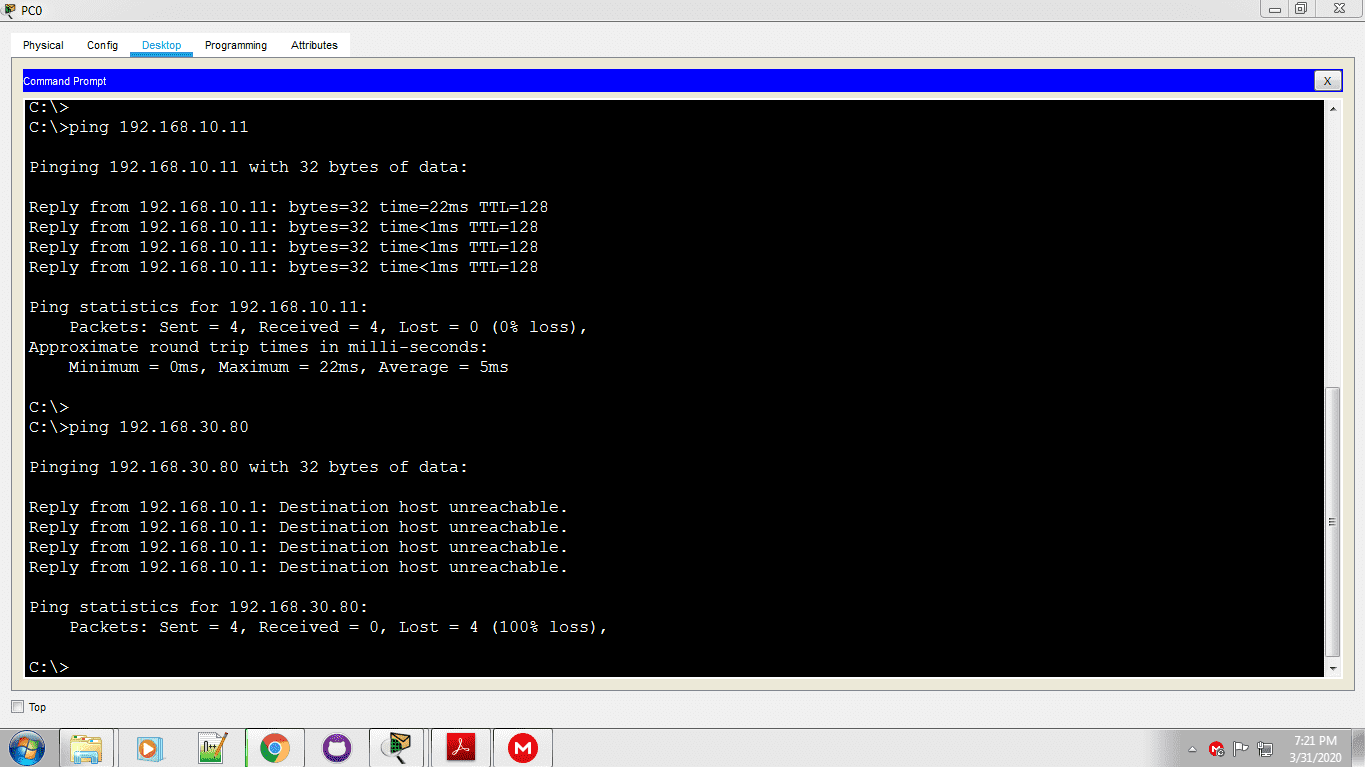 PC0
Physical Config Desktop Programming Attributes
Command Prompt
X
C:\>
C:\>ping 192.168.10.11
Pinging 192.168.10.11 with 32 bytes of data:
Reply from 192.168.10.11: bytes=32 time=22ms TTL=128
Reply from 192.168.10.11: bytes=32 time<1ms TTL=128
Reply from 192.168.10.11: bytes=32 time<1ms TTL=128
Reply from 192.168.10.11: bytes=32 time<1ms TTL=128
Ping statistics for 192.168.10.11:
    Packets: Sent = 4, Received = 4, Lost = 0 (0% loss),
Approximate round trip times in milli-seconds:
    Minimum = 0ms, Maximum = 22ms, Average = 5ms
C:\>
C:\>ping 192.168.30.80
Pinging 192.168.30.80 with 32 bytes of data:
Reply from 192.168.10.1: Destination host unreachable.
Reply from 192.168.10.1: Destination host unreachable.
Reply from 192.168.10.1: Destination host unreachable.
Reply from 192.168.10.1: Destination host unreachable.
Ping statistics for 192.168.30.80:
    Packets: Sent = 4, Received = 0, Lost = 4 (100% loss),
C:\>
Top
7:21 PM
3/31/2020